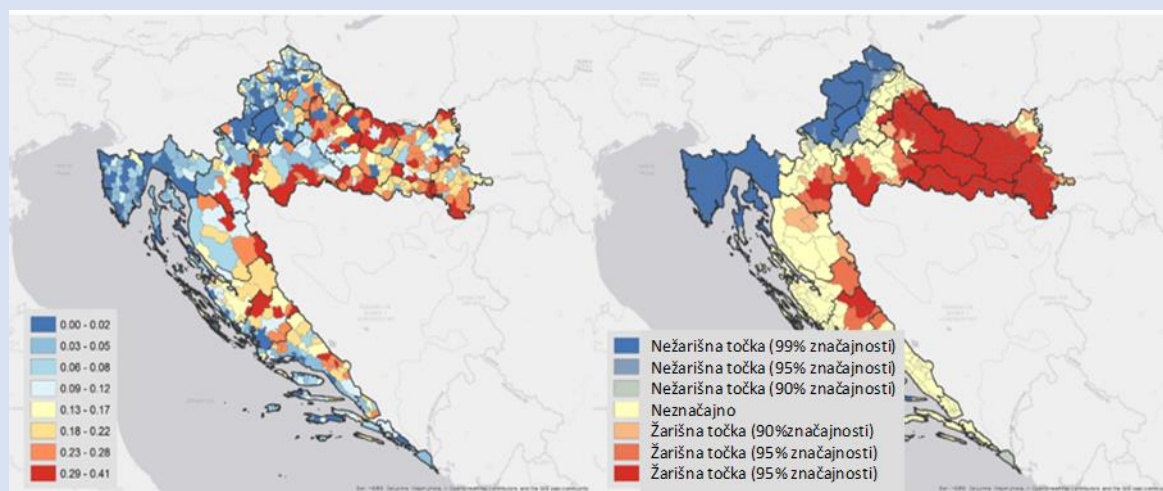 0.00 - 0.02
0.03 - 0.05
0.06 - 0.08
0.09 - 0.12
0.13 - 0.17
0.18 - 0.22
0.23 - 0.28
0.29 - 0.41
Nežarišna točka (99% značajnosti)
Nežarišna točka (95% značajnosti)
Nežarišna točka (90% značajnosti)
Neznačajno
Žarišna točka (90%značajnosti)
Žarišna točka (95% značajnosti)
Žarišna točka (95% značajnosti)